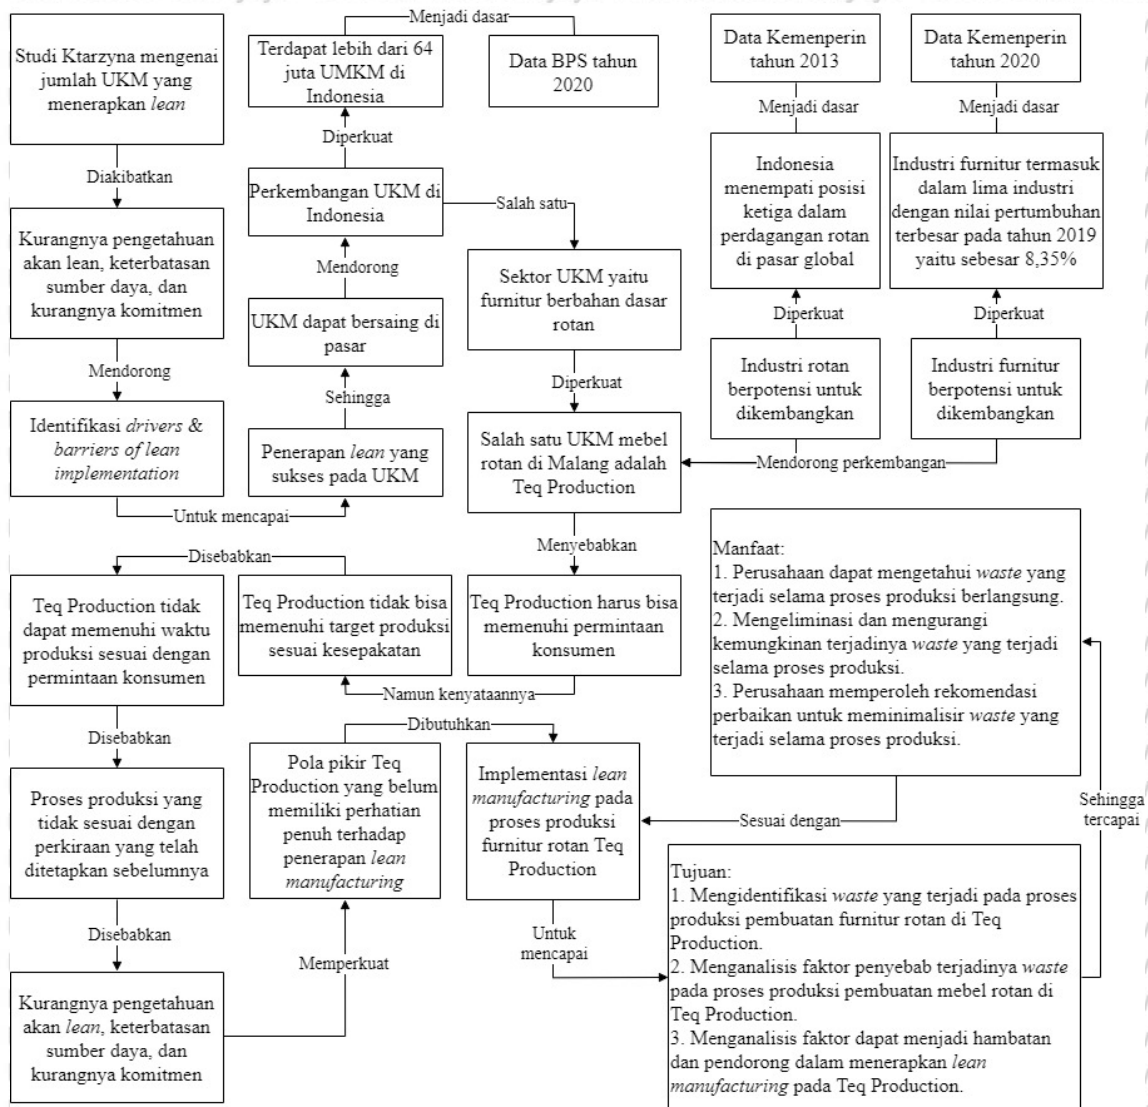 Menjadi dasar
Studi Ktarzyna mengenai
jumlah UKM yang
menerapkan lean
Terdapat lebih dari 64
juta UMKM di
Indonesia
Data BPS tahun
2020
Data Kemenperin
tahun 2013
Data Kemenperin
tahun 2020
Diakibatkan
Diperkuat
Menjadi dasar
Menjadi dasar
Kurangnya pengetahuan
akan lean, keterbatasan
sumber daya, dan
kurangnya komitmen
Perkembangan UKM di
Indonesia
Salah satu
Indonesia
menempati posisi
ketiga dalam
perdagangan rotan
di pasar global
Industri furnitur termasuk
dalam lima industri
dengan nilai pertumbuhan
terbesar pada tahun 2019
yaitu sebesar 8,35%
Mendorong
Sektor UKM yaitu
furnitur berbahan dasar
rotan
UKM dapat bersaing di
pasar
Diperkuat
Diperkuat
Mendorong
Sehingga
Diperkuat
Industri rotan
berpotensi untuk
dikembangkan
Industri furnitur
berpotensi untuk
dikembangkan
Identifikasi drivers &
barriers of lean
implementation
Penerapan lean yang
sukses pada UKM
Salah satu UKM mebel
rotan di Malang adalah
Teq Production
Mendorong perkembangan
Untuk mencapai
Menyebabkan
Disebabkan
Teq Production tidak
dapat memenuhi waktu
produksi sesuai dengan
permintaan konsumen
Teq Production tidak bisa
memenuhi target produksi
sesuai kesepakatan
Teq Production harus bisa
memenuhi permintaan
konsumen
Namun kenyataannya
Manfaat:
1. Perusahaan dapat mengetahui waste yang
terjadi selama proses produksi berlangsung.
2. Mengeliminasi dan mengurangi
kemungkinan terjadinya waste yang terjadi
selama proses produksi.
3. Perusahaan memperoleh rekomendasi
perbaikan untuk meminimalisir waste yang
terjadi selama proses produksi.
Disebabkan
Dibutuhkan
Proses produksi yang
tidak sesuai dengan
perkiraan yang telah
ditetapkan sebelumnya
Pola pikir Teq
Production yang belum
memiliki perhatian
penuh terhadap
penerapan lean
manufacturing
Implementasi lean
manufacturing pada
proses produksi
furnitur rotan Teq
Production
Sesuai dengan
Sehingga
tercapai
Disebabkan
Memperkuat
Untuk
mencapai
Tujuan:
1. Mengidentifikasi waste yang terjadi pada proses
produksi pembuatan furnitur rotan di Teq
Production.
2. Menganalisis faktor penyebab terjadinya waste
pada proses produksi pembuatan mebel rotan di
Teq Production.
3. Menganalisis faktor dapat menjadi hambatan
dan pendorong dalam menerapkan lean
manufacturing pada Teq Production.
Kurangnya pengetahuan
akan lean, keterbatasan
sumber daya, dan
kurangnya komitmen